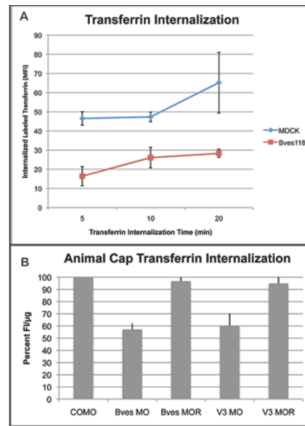 A
Transferrin Internalization
Internalized Labeled Transferrin (MFI)
90
80
70
60
50
40
30
20
10
0
5
10
20
Transferrin Internalization Time (min)
MDCK
Bves118
B
Animal Cap Transferrin Internalization
Percent FI/µg
100
90
80
70
60
50
40
30
20
10
0
COMO
Bves MO
Bves MOR
V3 MO
V3 MOR